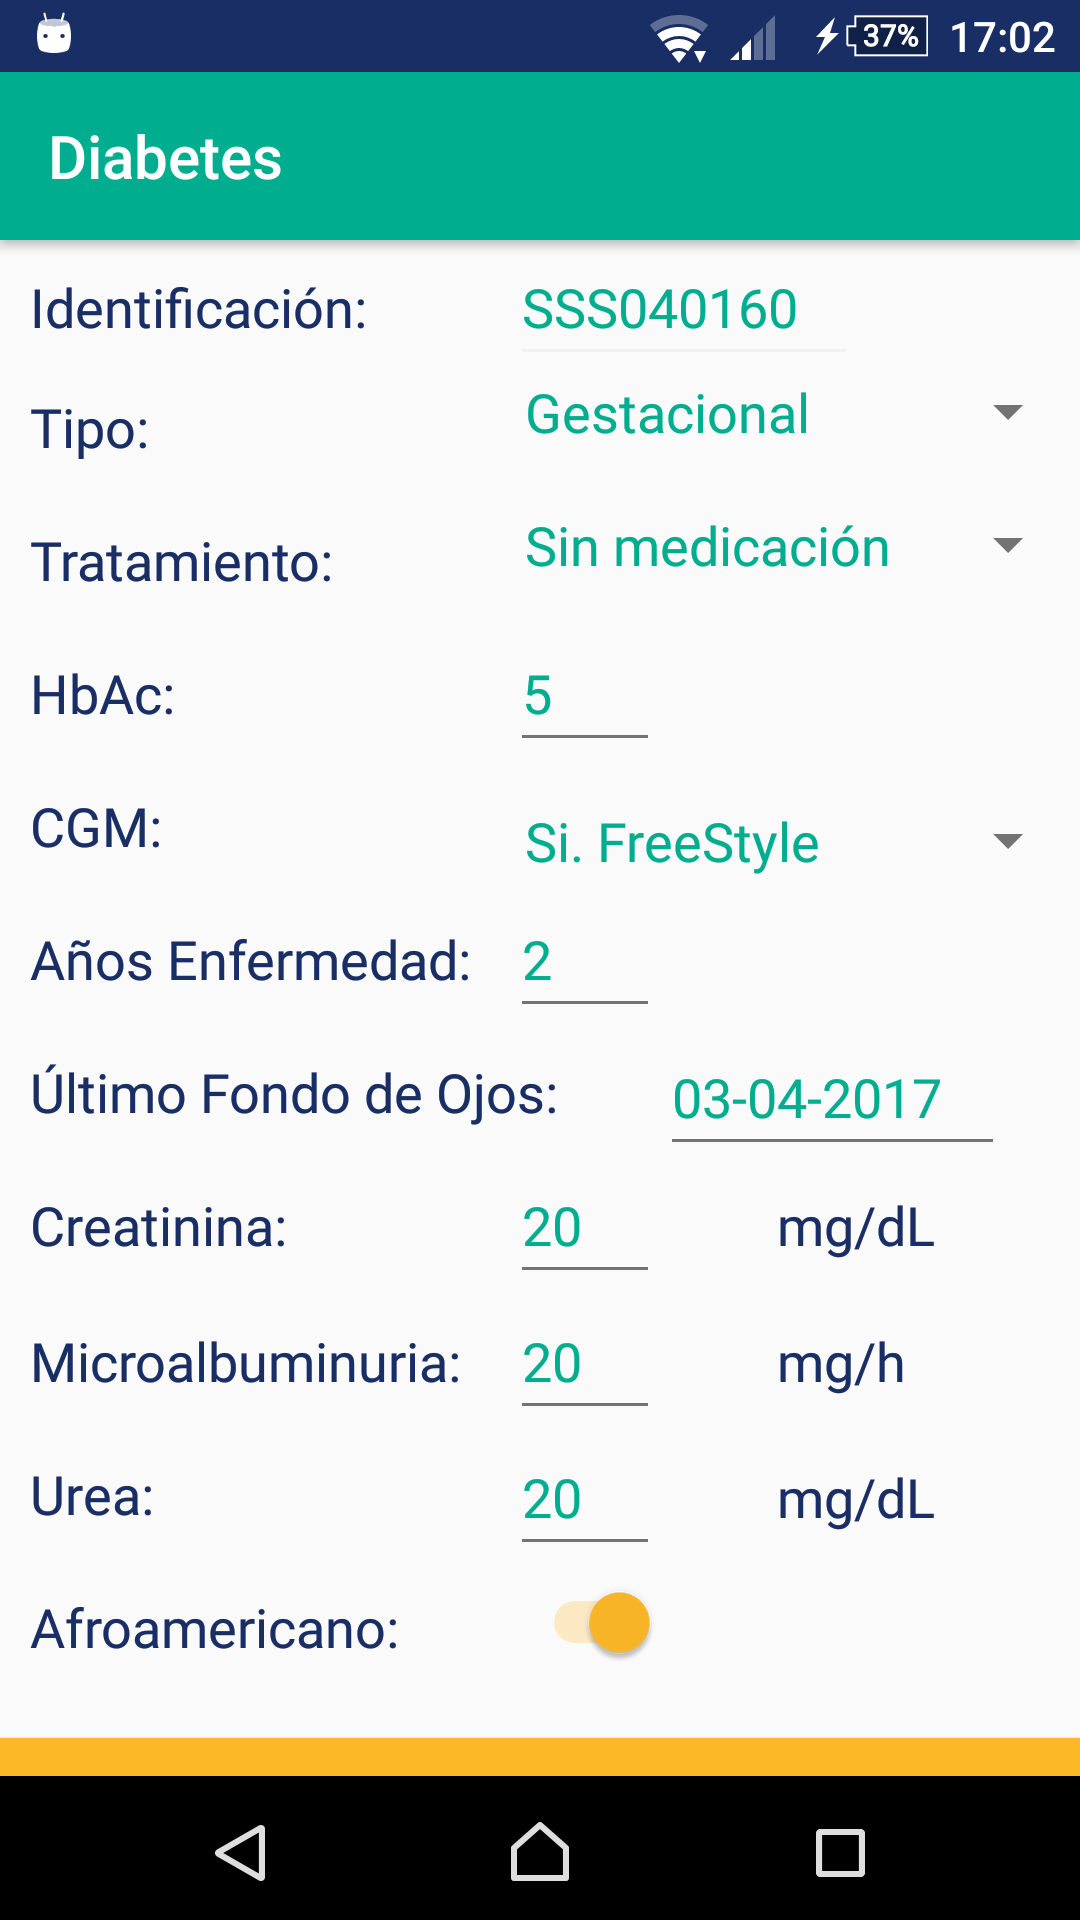 37% 17:02
Diabetes
Identificación: SSS040160
Tipo: Gestacional
Tratamiento: Sin medicación
HbAc: 5
CGM: Si. FreeStyle
Años Enfermedad: 2
Último Fondo de Ojos: 03-04-2017
Creatinina: 20 mg/dL
Microalbuminuria: 20 mg/h
Urea: 20 mg/dL
Afroamericano: